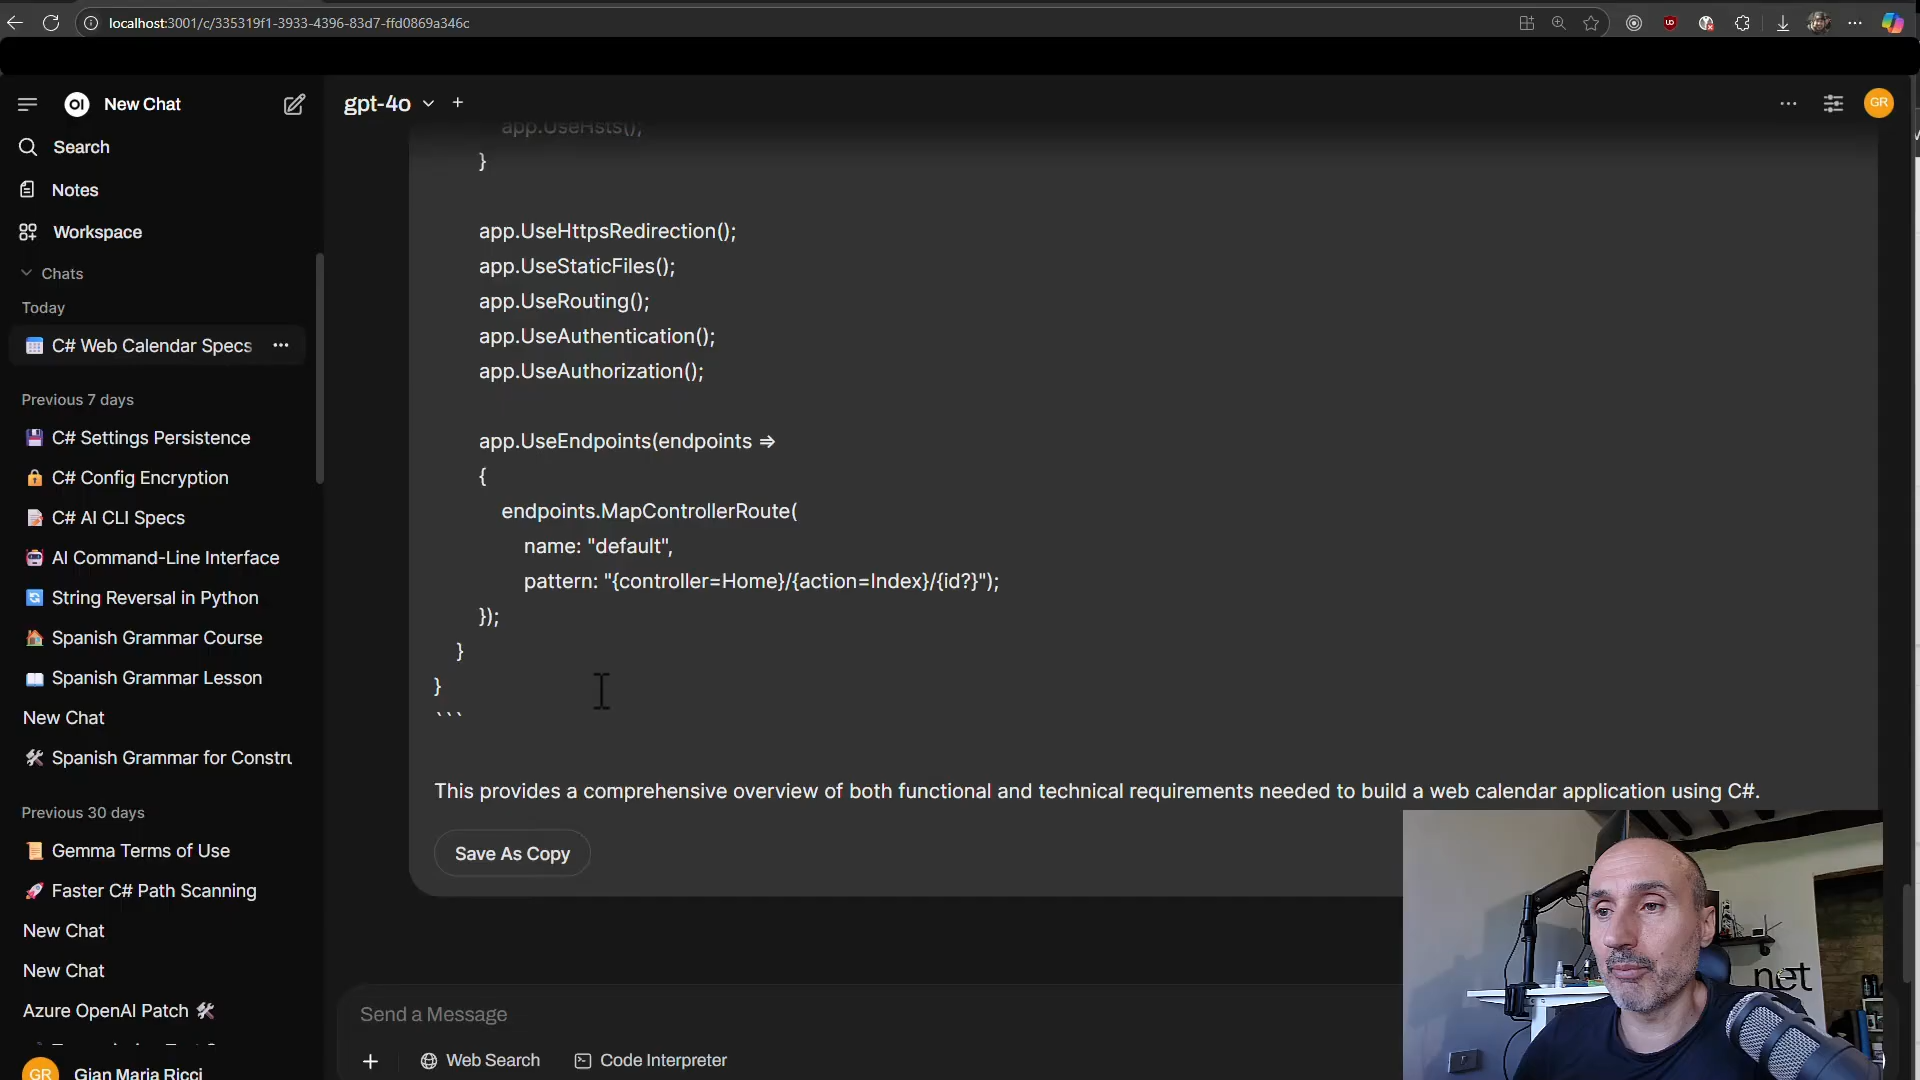 localhost:3001/c/335319f1-3933-4396-83d7-ffd0869a346c
OI New Chat
gpt-4o
GR
app.UseHsts();
Search
}
Notes
Workspace
app.UseHttpsRedirection();
Chats
app.UseStaticFiles();
Today
app.UseRouting();
C# Web Calendar Specs
app.UseAuthentication();
app.UseAuthorization();
Previous 7 days
C# Settings Persistence
app.UseEndpoints(endpoints =>
C# Config Encryption
{
C# AI CLI Specs
endpoints.MapControllerRoute(
AI Command-Line Interface
name: "default",
String Reversal in Python
pattern: "{controller=Home}/{action=Index}/{id?}");
Spanish Grammar Course
});
Spanish Grammar Lesson
}
}
New Chat
```
Spanish Grammar for Constru
This provides a comprehensive overview of both functional and technical requirements needed to build a web calendar application using C#.
Previous 30 days
Gemma Terms of Use
Save As Copy
Faster C# Path Scanning
New Chat
New Chat
.net
Azure OpenAI Patch
Send a Message
Web Search
Code Interpreter
GR Gian Maria Ricci